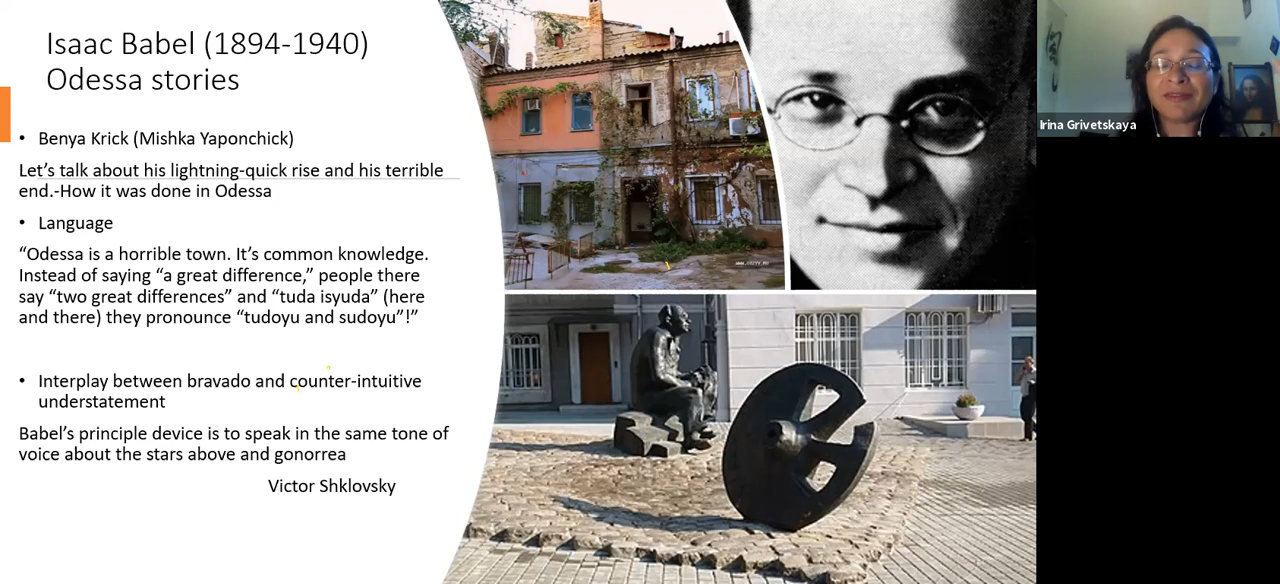 Isaac Babel (1894-1940)
Odessa stories
• Benya Krick (Mishka Yaponchick)
Let's talk about his lightning-quick rise and his terrible
end.-How it was done in Odessa
• Language
“Odessa is a horrible town. It's common knowledge.
Instead of saying “a great difference,” people there
say “two great differences” and “tuda isyuda” (here
and there) they pronounce “tudoyu and sudoyu”!”
• Interplay between bravado and counter-intuitive
understatement
Babel's principle device is to speak in the same tone of
voice about the stars above and gonorrea
Victor Shklovsky
Irina Grivetskaya